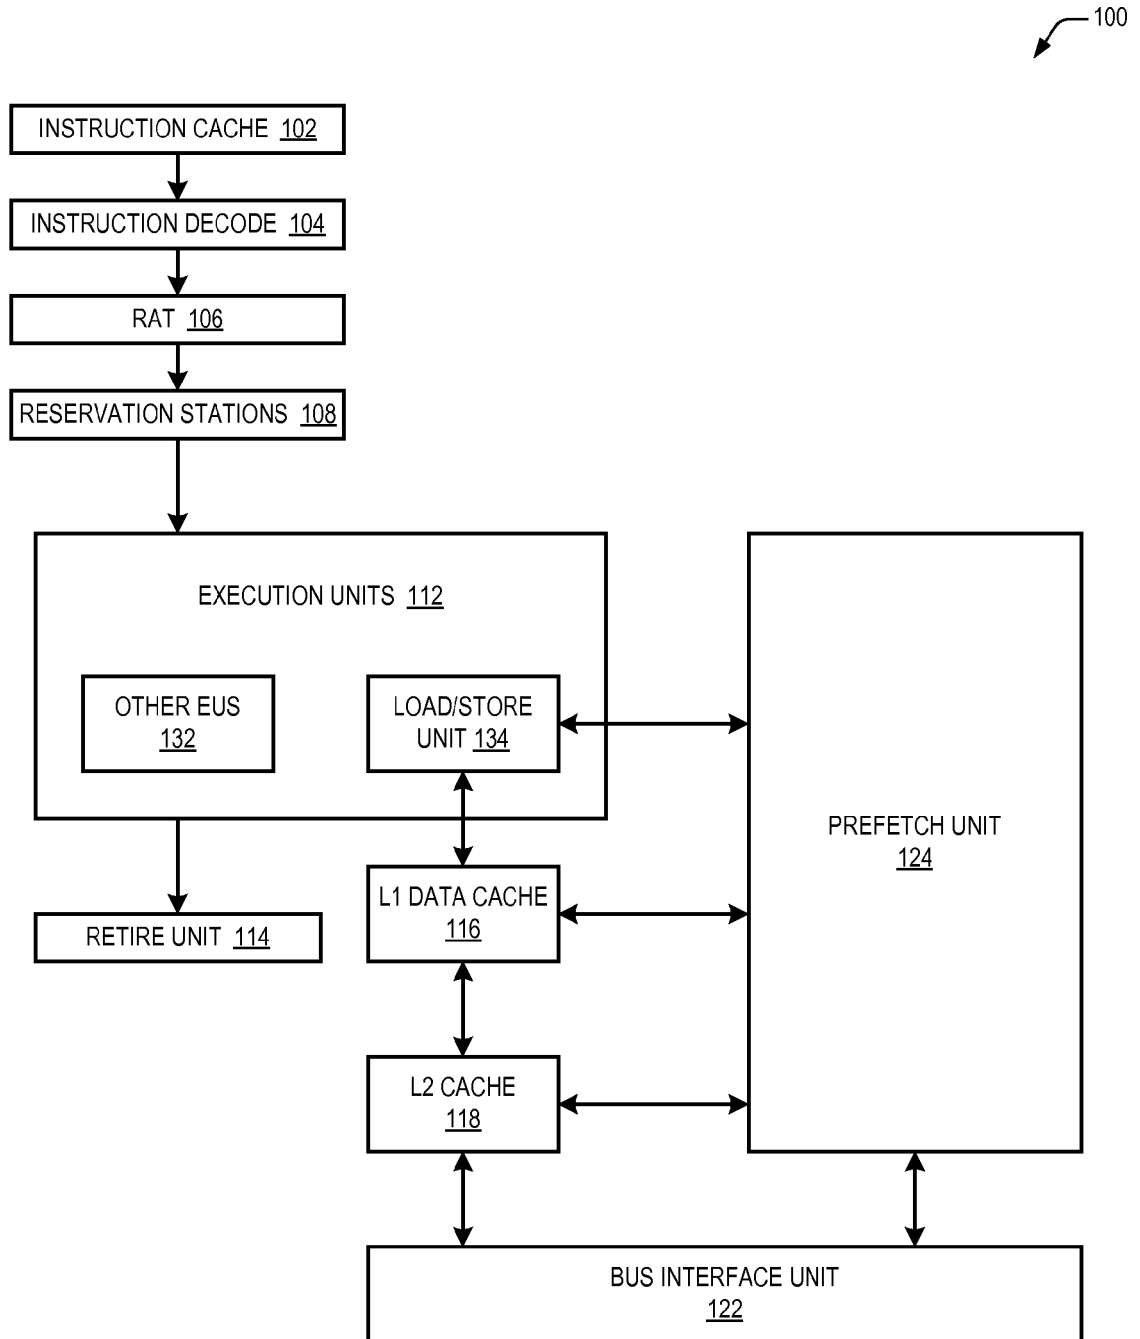 100
INSTRUCTION CACHE 102
INSTRUCTION DECODE 104
RAT 106
RESERVATION STATIONS 108
EXECUTION UNITS 112
OTHER EUS
132
LOAD/STORE
UNIT 134
PREFETCH UNIT
124
L1 DATA CACHE
116
RETIRE UNIT 114
L2 CACHE
118
BUS INTERFACE UNIT
122